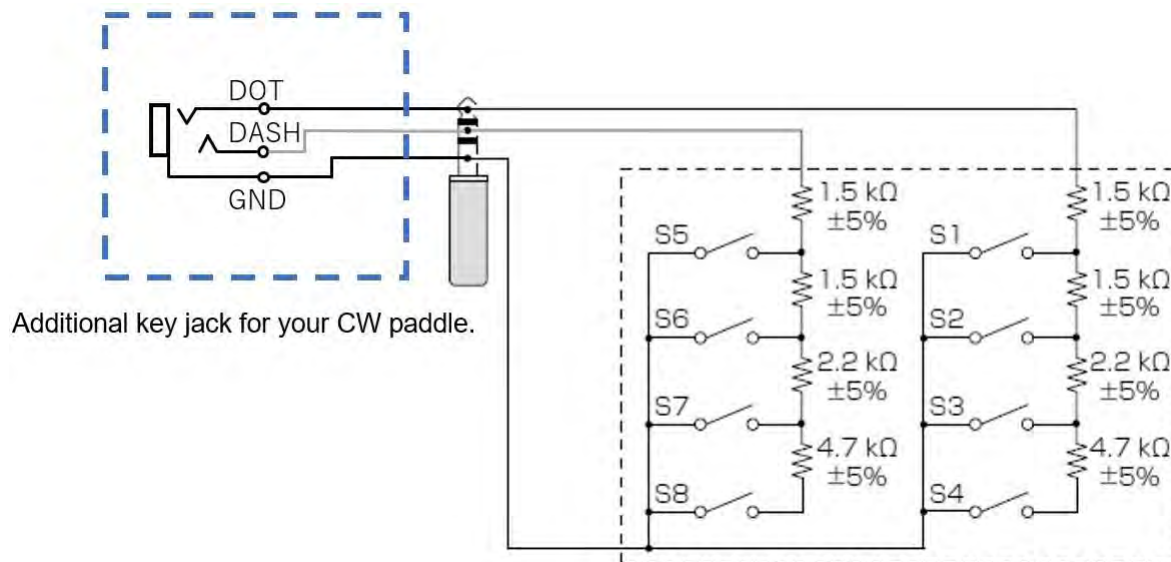 DOT
DASH
GND
Additional key jack for your CW paddle.
1.5 kΩ
±5%
1.5 kΩ
±5%
S5
S1
1.5 kΩ
±5%
1.5 kΩ
±5%
S6
S2
2.2 kΩ
±5%
2.2 kΩ
±5%
S7
S3
4.7 kΩ
±5%
4.7 kΩ
±5%
S8
S4